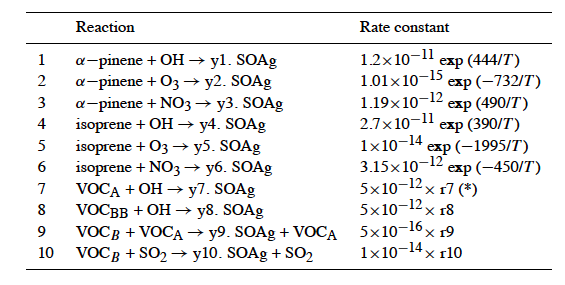 Reaction Rate constant
1 α−pinene + OH → y1. SOAg 1.2×10⁻¹¹ exp (444/T)
2 α−pinene + O₃ → y2. SOAg 1.01×10⁻¹⁵ exp (−732/T)
3 α−pinene + NO3 → y3. SOAg 1.19×10⁻¹² exp (490/T)
4 isoprene + OH → y4. SOAg 2.7×10⁻¹¹ exp (390/T)
5 isoprene + O₃ → y5. SOAg 1×10⁻¹⁴ exp (−1995/T)
6 isoprene + NO₃ → y6. SOAg 3.15×10⁻¹² exp (−450/T)
7 VOC_A + OH → y7. SOAg 5×10⁻¹²× r7 (*)
8 VOC_BB + OH → y8. SOAg 5×10⁻¹²× r8
9 VOC_B + VOC_A → y9. SOAg + VOC_A 5×10⁻¹⁶× r9
10 VOC_B + SO₂ → y10. SOAg + SO₂ 1×10⁻¹⁴× r10